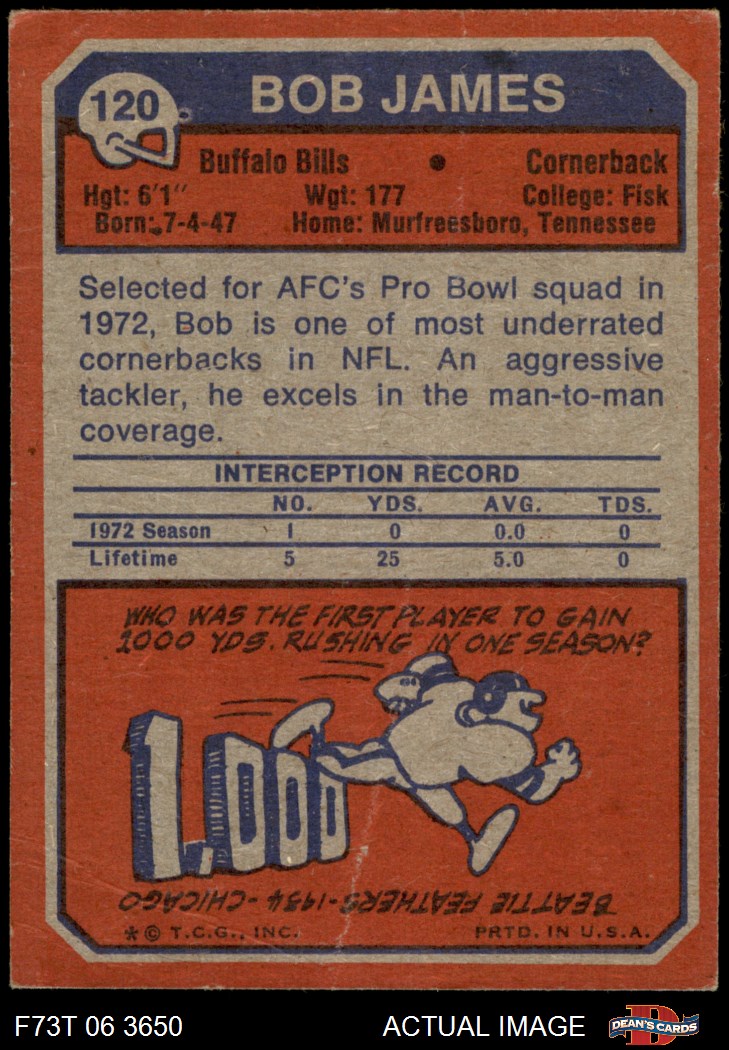 120
BOB JAMES
Buffalo Bills • Cornerback
Hgt: 6'1" Wgt: 177 College: Fisk
Born: 7-4-47 Home: Murfreesboro, Tennessee
Selected for AFC's Pro Bowl squad in
1972, Bob is one of most underrated
cornerbacks in NFL. An aggressive
tackler, he excels in the man-to-man
coverage.
INTERCEPTION RECORD
NO. YDS. AVG. TDS.
1972 Season 1 0 0.0 0
Lifetime 5 25 5.0 0
WHO WAS THE FIRST PLAYER TO GAIN
1000 YDS. RUSHING IN ONE SEASON?
1,000
BEATTIE FEATHERS-1934-CHICAGO
* © T.C.G., INC. PRTD. IN U.S.A.
F73T 06 3650 ACTUAL IMAGE D DEAN'S CARDS